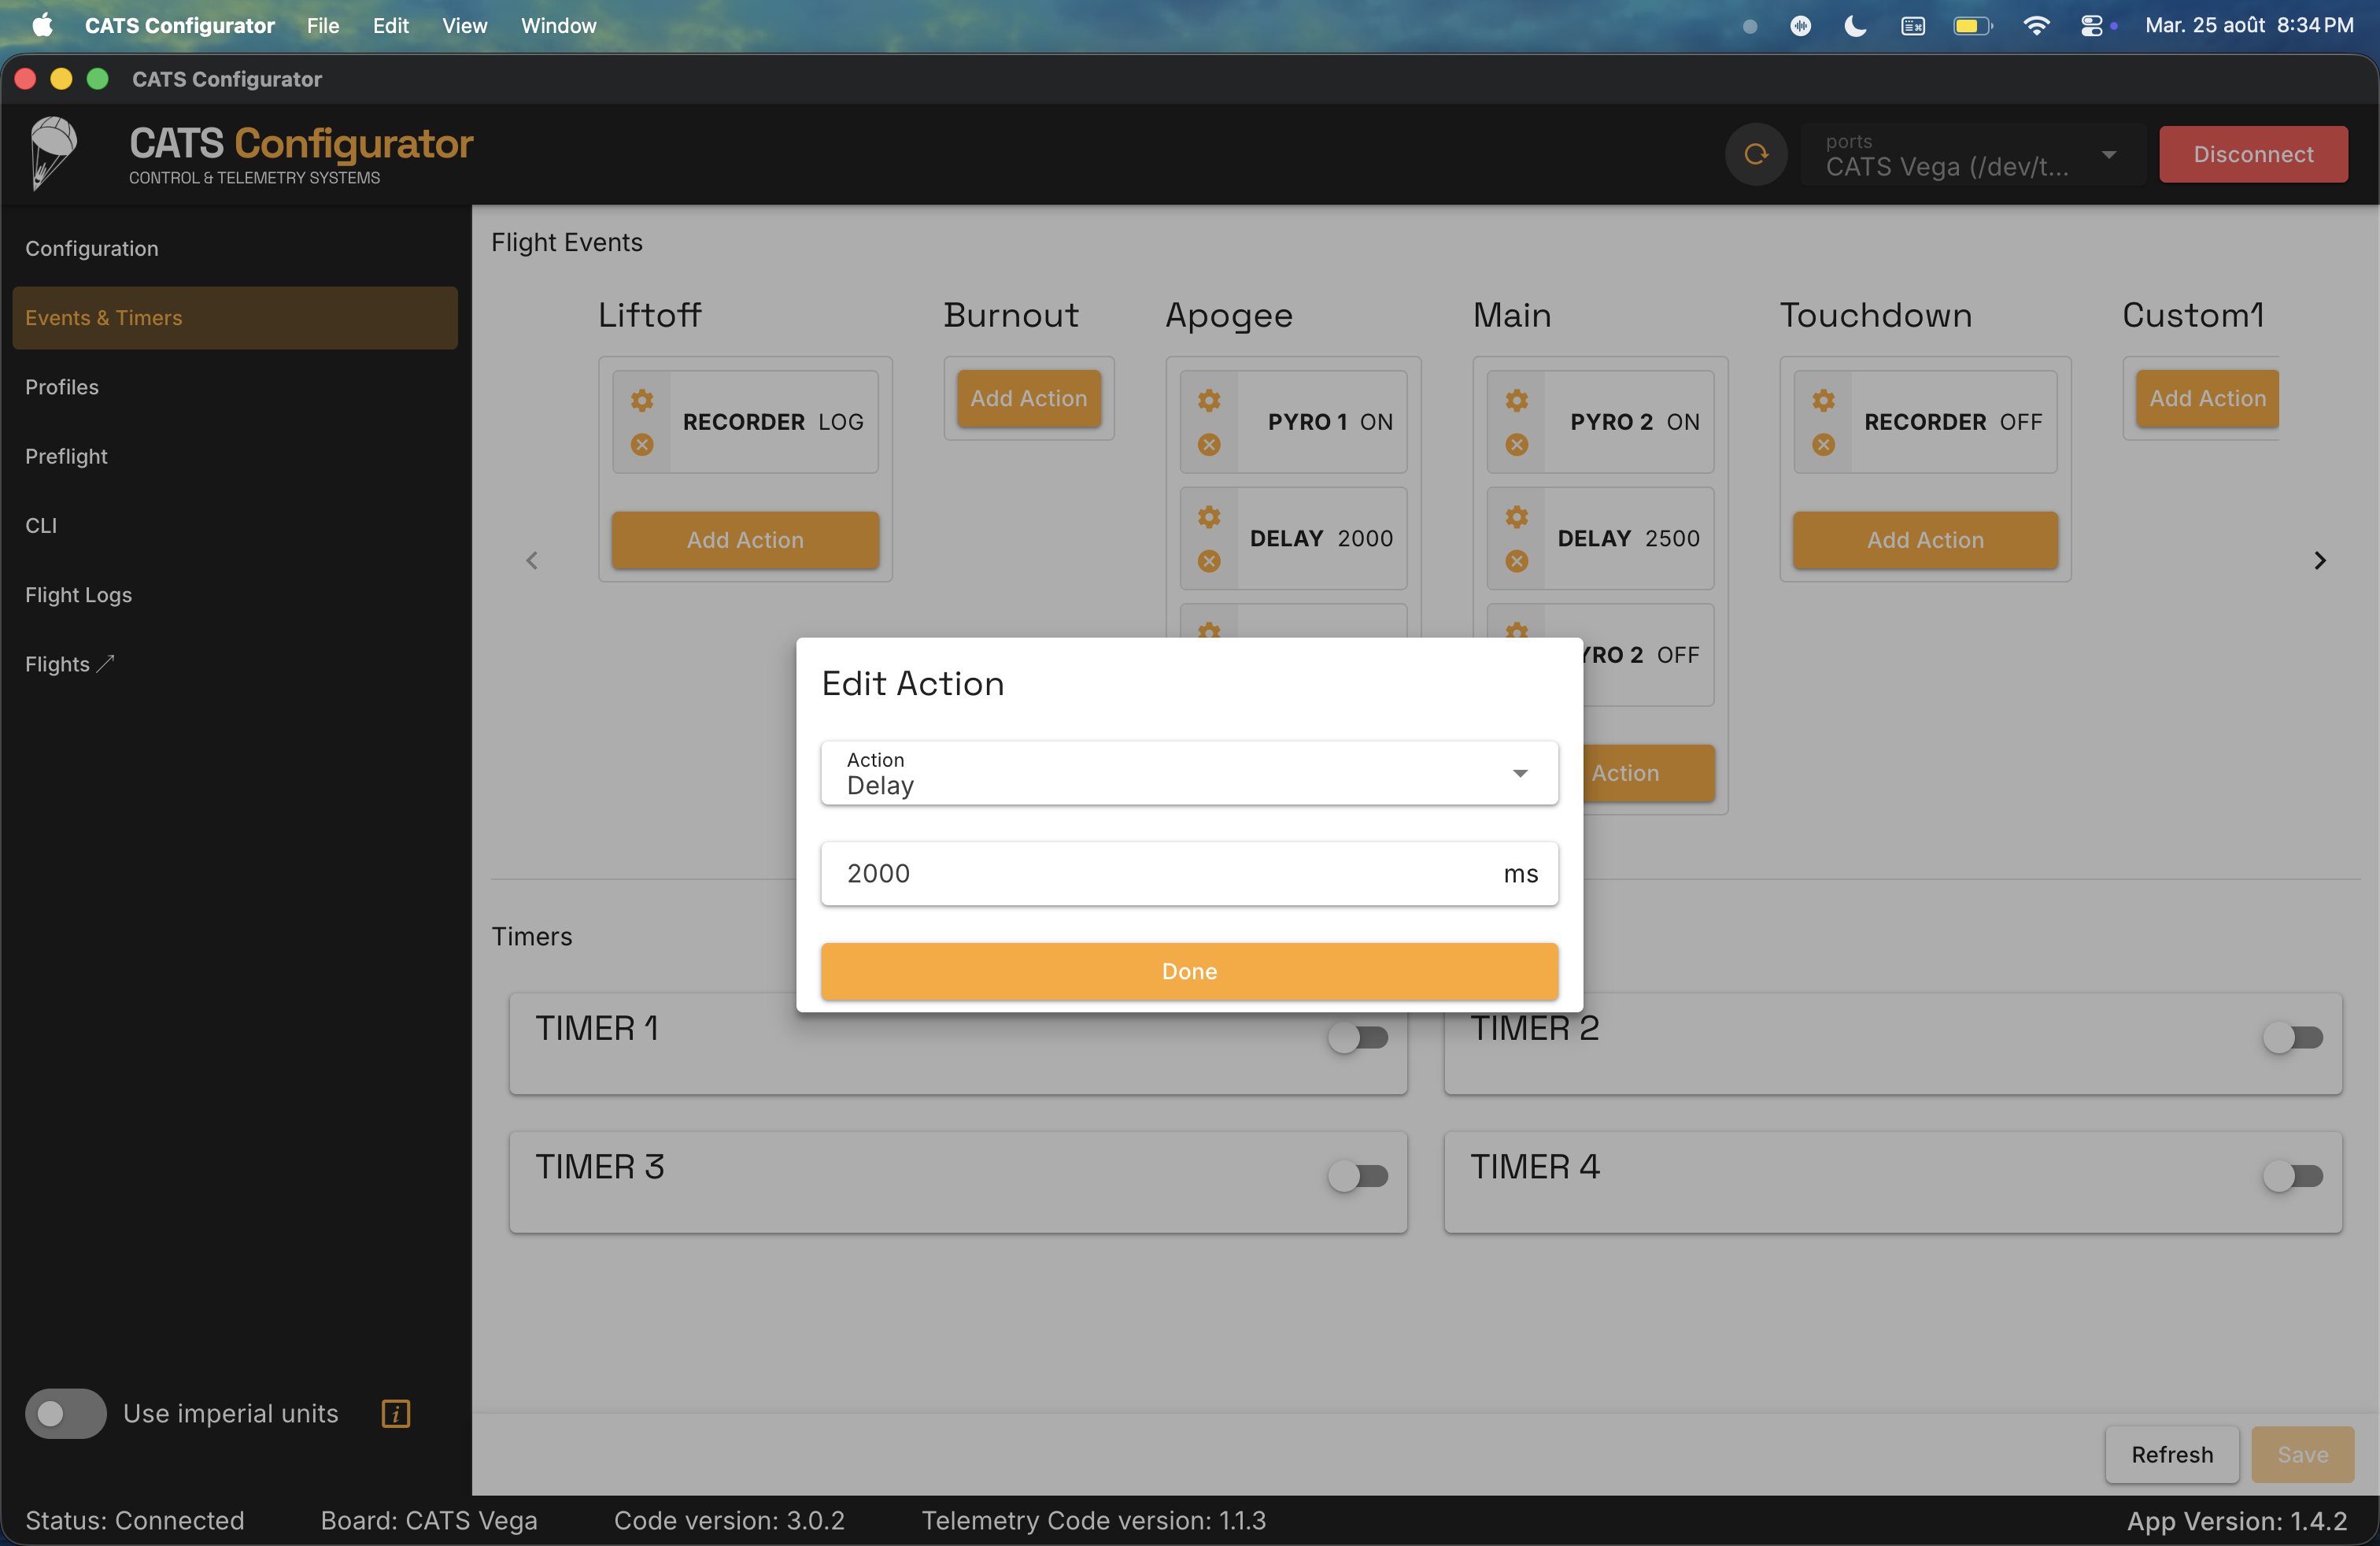 CATS Configurator File Edit View Window Mar. 25 août 8:34 PM
CATS Configurator
CATS Configurator
CONTROL & TELEMETRY SYSTEMS
ports
CATS Vega (/dev/t...
Disconnect
Configuration
Events & Timers
Profiles
Preflight
CLI
Flight Logs
Flights
Use imperial units
Flight Events
Liftoff
RECORDER LOG
Add Action
Burnout
Add Action
Apogee
PYRO 1 ON
DELAY 2000
Main
PYRO 2 ON
DELAY 2500
YRO 2 OFF
Action
Touchdown
RECORDER OFF
Add Action
Custom1
Add Action
Edit Action
Action
Delay
2000 ms
Done
Timers
TIMER 1
TIMER 2
TIMER 3
TIMER 4
Refresh
Save
Status: Connected Board: CATS Vega Code version: 3.0.2 Telemetry Code version: 1.1.3 App Version: 1.4.2